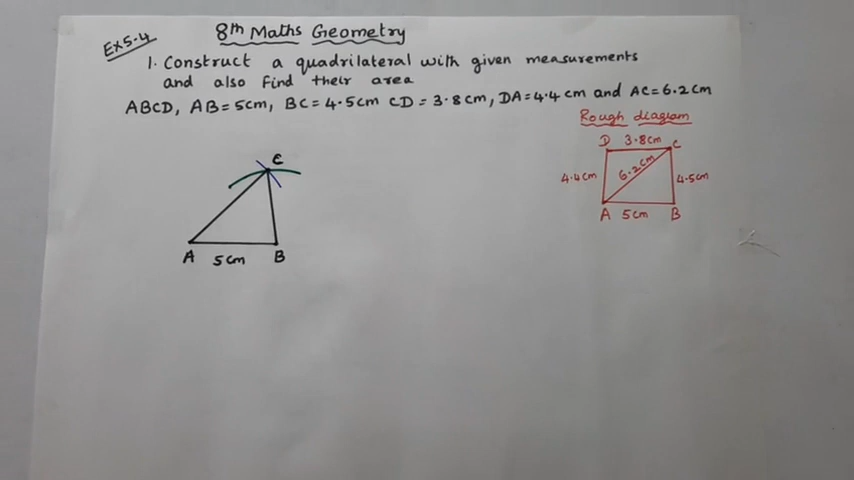 Ex5.4
8th Maths Geometry
1. Construct a quadrilateral with given measurements
and also Find their area
ABCD, AB = 5cm, BC = 4.5cm CD = 3.8cm, DA = 4.4cm and AC = 6.2cm
Rough diagram
D 3.8cm C
4.4cm 6.2cm 4.5cm
A 5cm B
C
A 5cm B